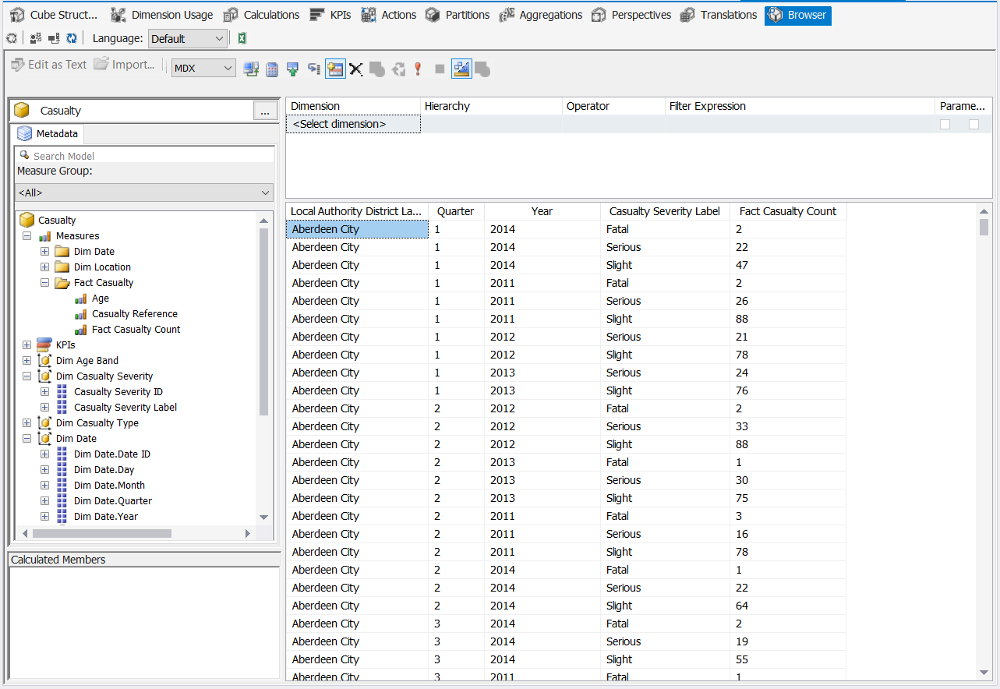 Cube Struct... Dimension Usage Calculations KPIs Actions Partitions Aggregations Perspectives Translations Browser
Language: Default
Edit as Text Import... MDX
Casualty ...
Metadata
Search Model
Measure Group:
<All>
Casualty
Measures
Dim Date
Dim Location
Fact Casualty
Age
Casualty Reference
Fact Casualty Count
KPIs
Dim Age Band
Dim Casualty Severity
Casualty Severity ID
Casualty Severity Label
Dim Casualty Type
Dim Date
Dim Date.Date ID
Dim Date.Day
Dim Date.Month
Dim Date.Quarter
Dim Date.Year
Calculated Members
Dimension Hierarchy Operator Filter Expression Parame...
<Select dimension>
Local Authority District La... Quarter Year Casualty Severity Label Fact Casualty Count
Aberdeen City 1 2014 Fatal 2
Aberdeen City 1 2014 Serious 22
Aberdeen City 1 2014 Slight 47
Aberdeen City 1 2011 Fatal 2
Aberdeen City 1 2011 Serious 26
Aberdeen City 1 2011 Slight 88
Aberdeen City 1 2012 Serious 21
Aberdeen City 1 2012 Slight 78
Aberdeen City 1 2013 Serious 24
Aberdeen City 1 2013 Slight 76
Aberdeen City 2 2012 Fatal 2
Aberdeen City 2 2012 Serious 33
Aberdeen City 2 2012 Slight 88
Aberdeen City 2 2013 Fatal 1
Aberdeen City 2 2013 Serious 30
Aberdeen City 2 2013 Slight 75
Aberdeen City 2 2011 Fatal 3
Aberdeen City 2 2011 Serious 16
Aberdeen City 2 2011 Slight 78
Aberdeen City 2 2014 Fatal 1
Aberdeen City 2 2014 Serious 22
Aberdeen City 2 2014 Slight 64
Aberdeen City 3 2014 Fatal 2
Aberdeen City 3 2014 Serious 19
Aberdeen City 3 2014 Slight 55
Aberdeen City 3 2011 Fatal 1